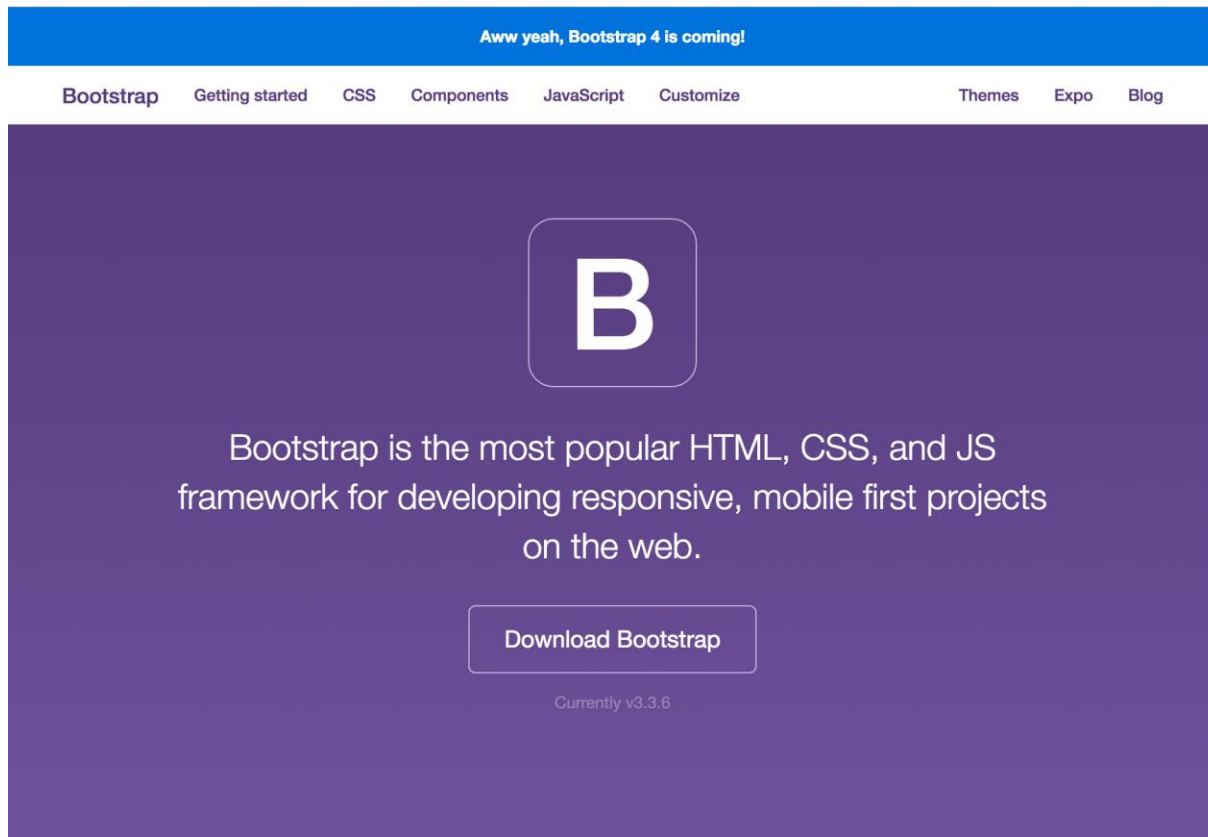 Aww yeah, Bootstrap 4 is coming!
Bootstrap Getting started CSS Components JavaScript Customize Themes Expo Blog
B
Bootstrap is the most popular HTML, CSS, and JS
framework for developing responsive, mobile first projects
on the web.
Download Bootstrap
Currently v3.3.6